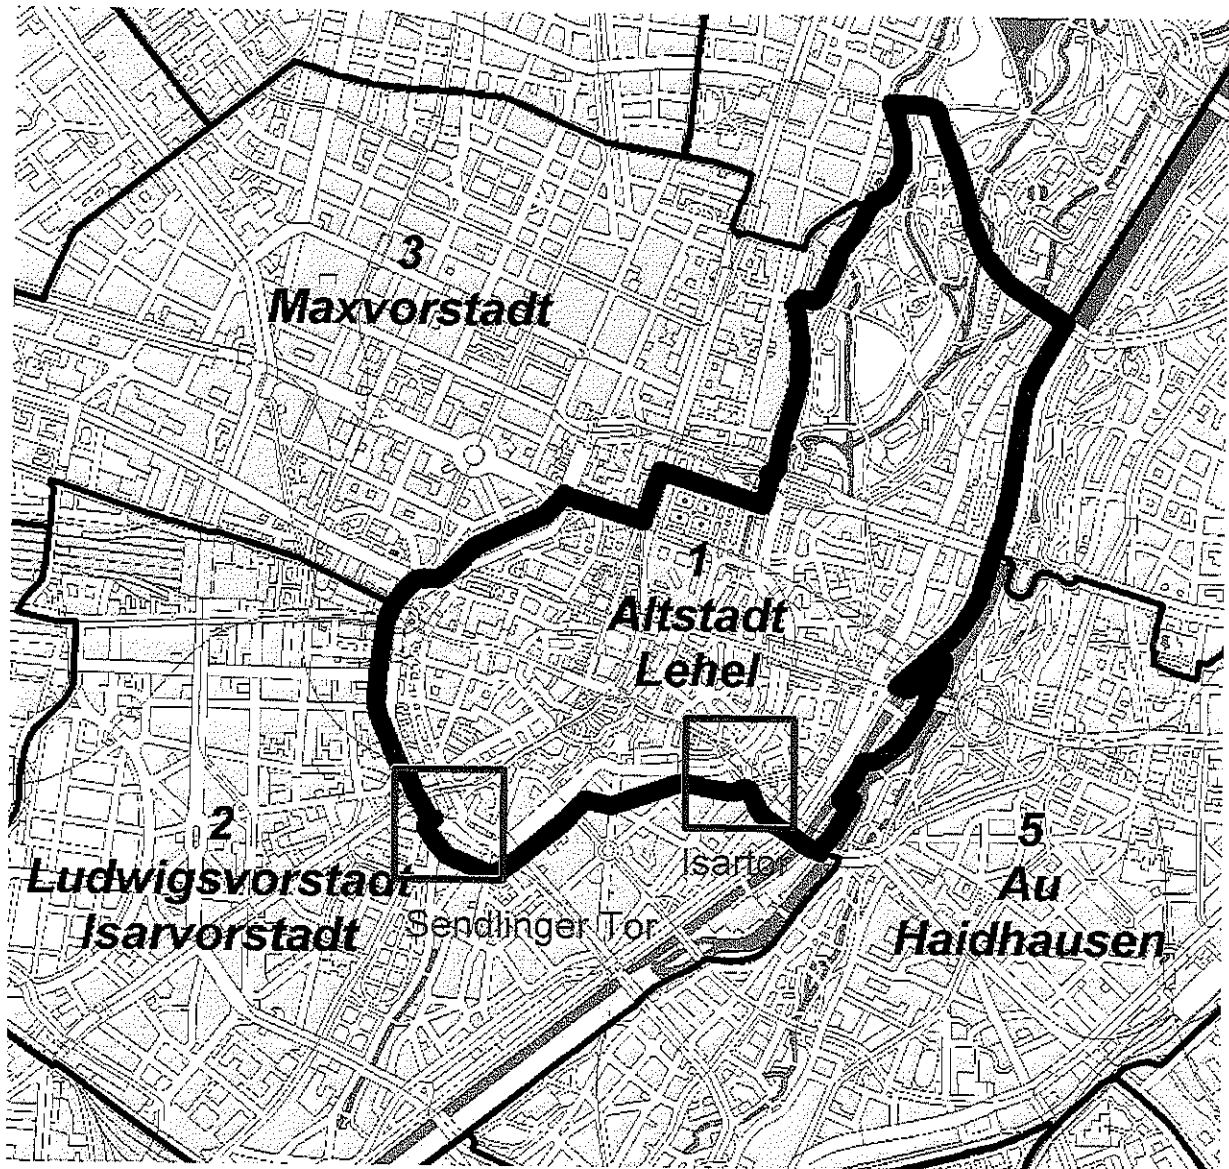 3
Maxvorstadt
1
Altstadt
Lehel
2
Ludwigsvorstadt
Isarvorstadt
Isartor
Sendlinger Tor
5
Au
Haidhausen